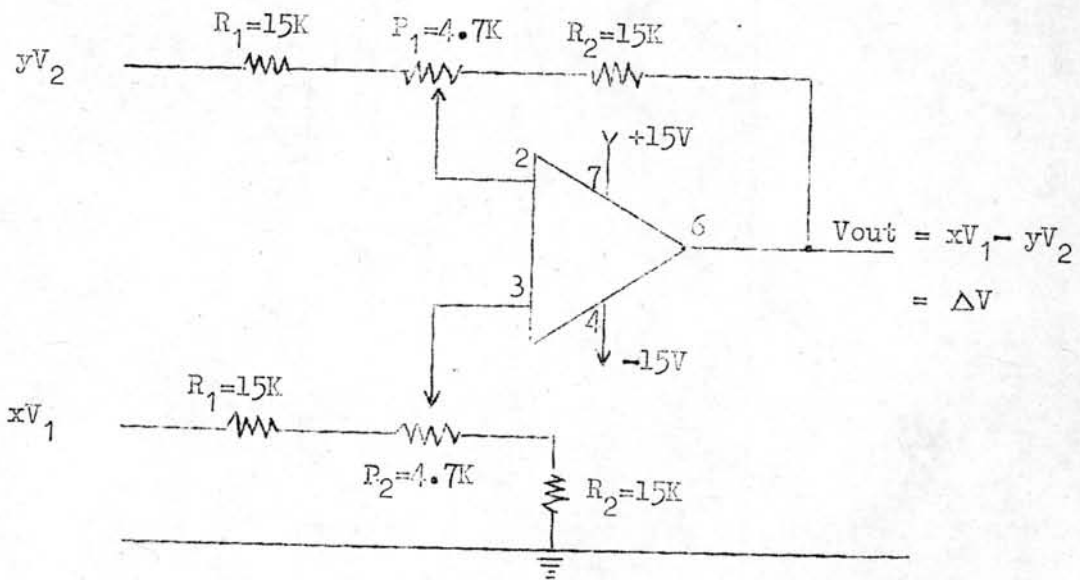 R₁=15K P₁=4.7K R₂=15K
yV₂
+15V
2
7
6
Vout = xV₁- yV₂
= ΔV
3
4
-15V
R₁=15K
xV₁
P₂=4.7K
R₂=15K